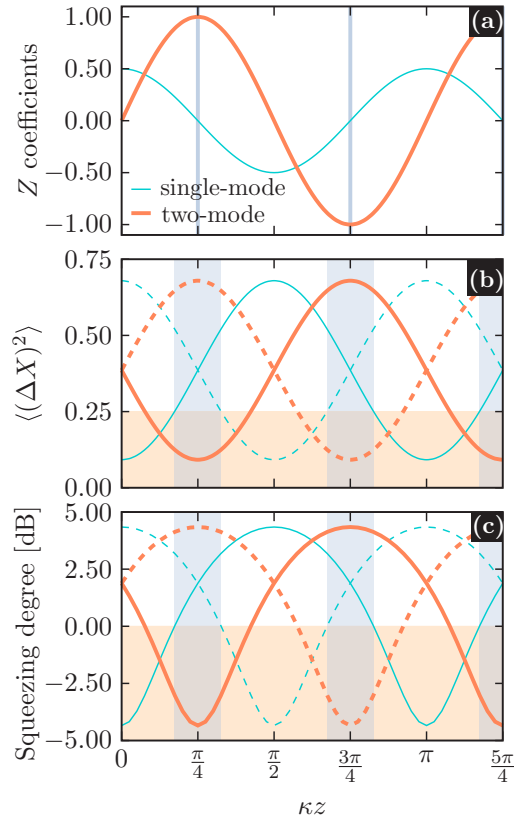 (a)
Z coefficients
1.00
0.50
0.00
−0.50
−1.00
single-mode
two-mode
(b)
⟨(ΔX)²⟩
0.75
0.50
0.25
0.00
(c)
Squeezing degree [dB]
5.00
2.50
0.00
−2.50
−5.00
0 π/4 π/2 3π/4 π 5π/4
κz